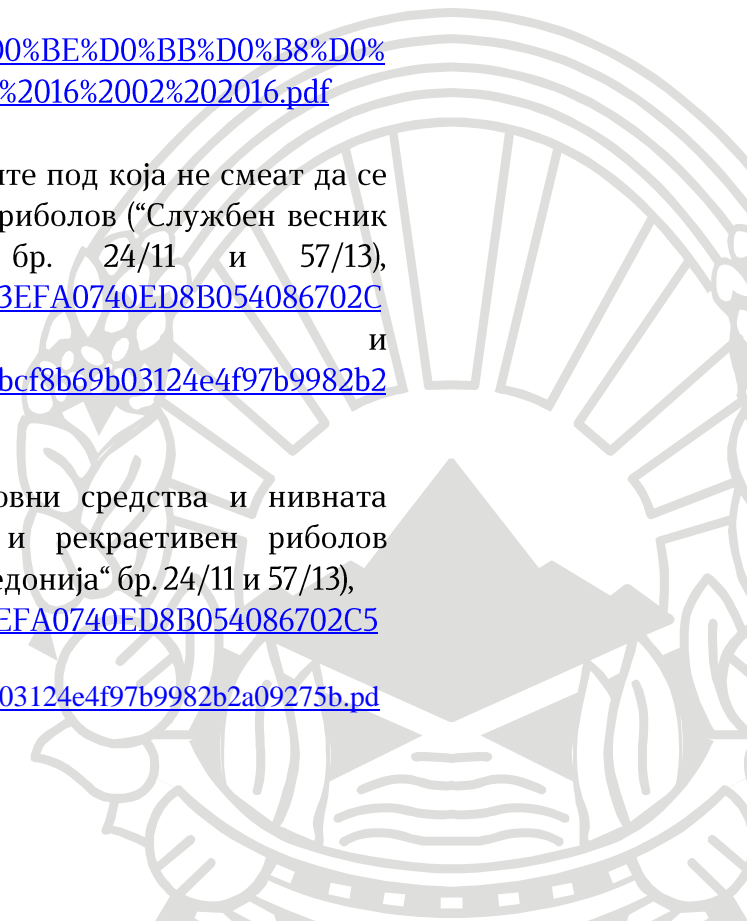 D0%BE%D0%BB%D0%B8%D0%
%2016%2002%202016.pdf
ите под која не смеат да се
риболов (“Службен весник
бр. 24/11 и 57/13),
3EFA0740ED8B054086702C
и
bcf8b69b03124e4f97b9982b2
овни средства и нивната
и рекраетивен риболов
едонија“ бр. 24/11 и 57/13),
EFA0740ED8B054086702C5
03124e4f97b9982b2a09275b.pd